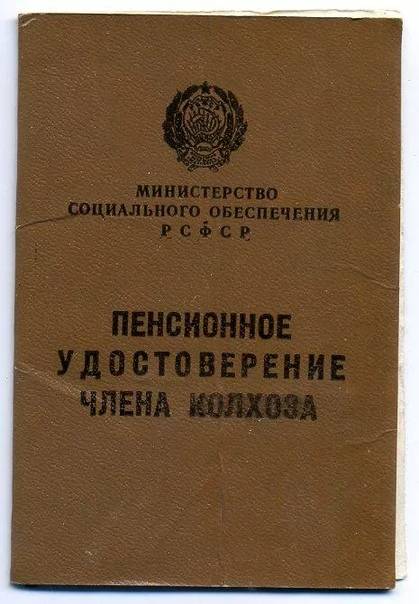 МИНИСТЕРСТВО
СОЦИАЛЬНОГО ОБЕСПЕЧЕНИЯ
РСФСР
ПЕНСИОННОЕ
УДОСТОВЕРЕНИЕ
ЧЛЕНА КОЛХОЗА